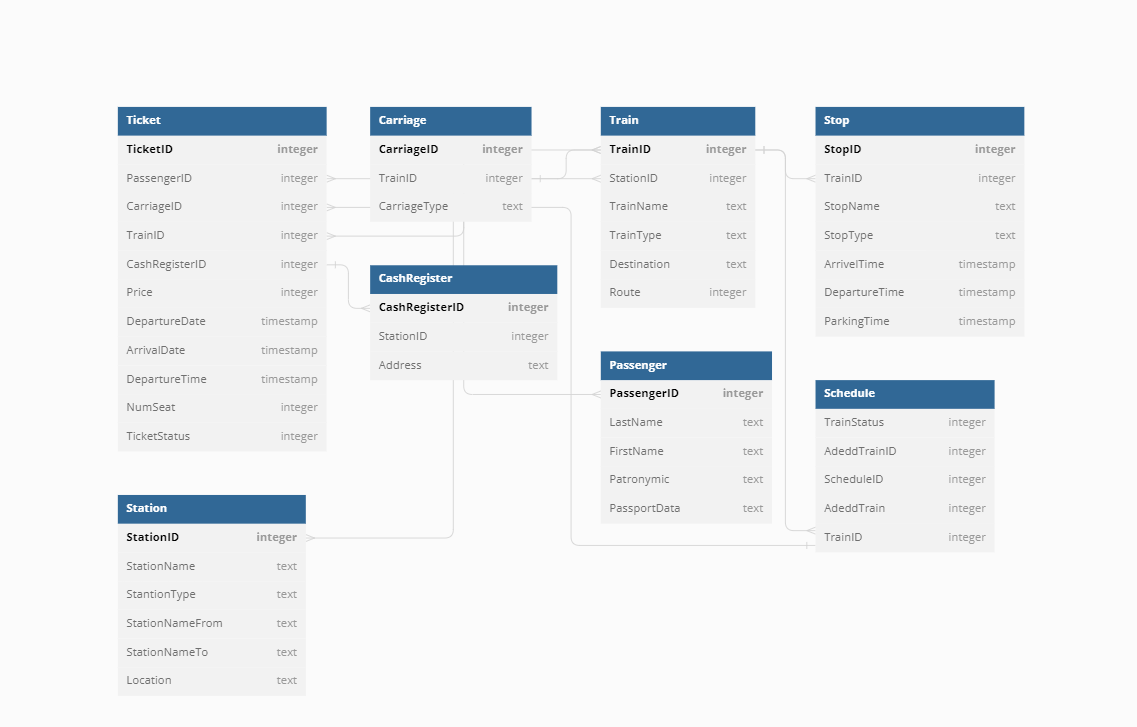 Ticket
TicketID integer
PassengerID integer
CarriageID integer
TrainID integer
CashRegisterID integer
Price integer
DepartureDate timestamp
ArrivalDate timestamp
DepartureTime timestamp
NumSeat integer
TicketStatus integer
Carriage
CarriageID integer
TrainID integer
CarriageType text
Train
TrainID integer
StationID integer
TrainName text
TrainType text
Destination text
Route integer
Stop
StopID integer
TrainID integer
StopName text
StopType text
ArrivelTime timestamp
DepartureTime timestamp
ParkingTime timestamp
CashRegister
CashRegisterID integer
StationID integer
Address text
Passenger
PassengerID integer
LastName text
FirstName text
Patronymic text
PassportData text
Schedule
TrainStatus integer
AdeddTrainID integer
ScheduleID integer
AdeddTrain integer
TrainID integer
Station
StationID integer
StationName text
StantionType text
StationNameFrom text
StationNameTo text
Location text